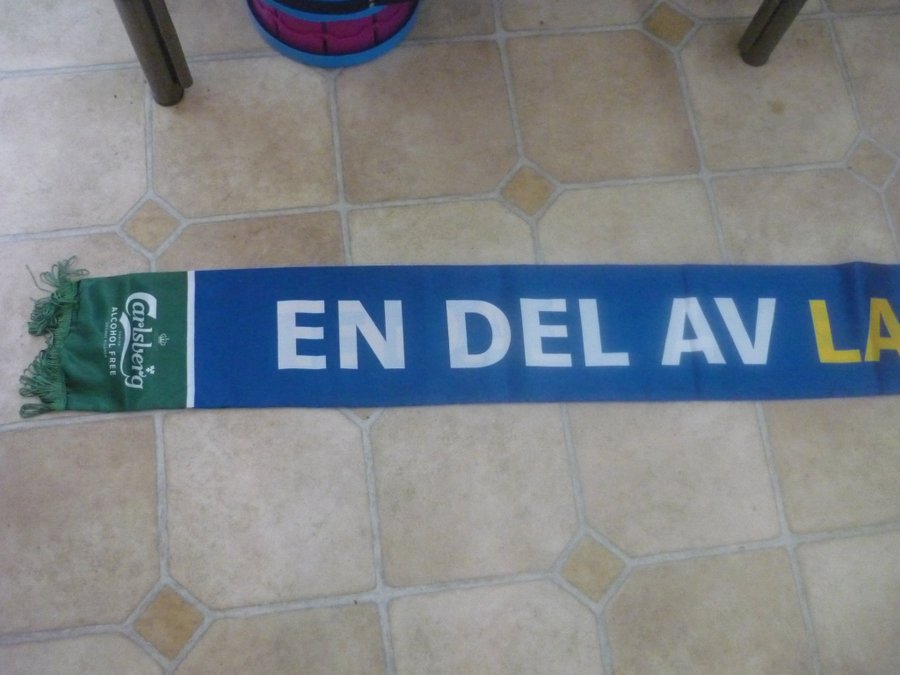 EN DEL AV LA
Carlsberg
ALCOHOL FREE